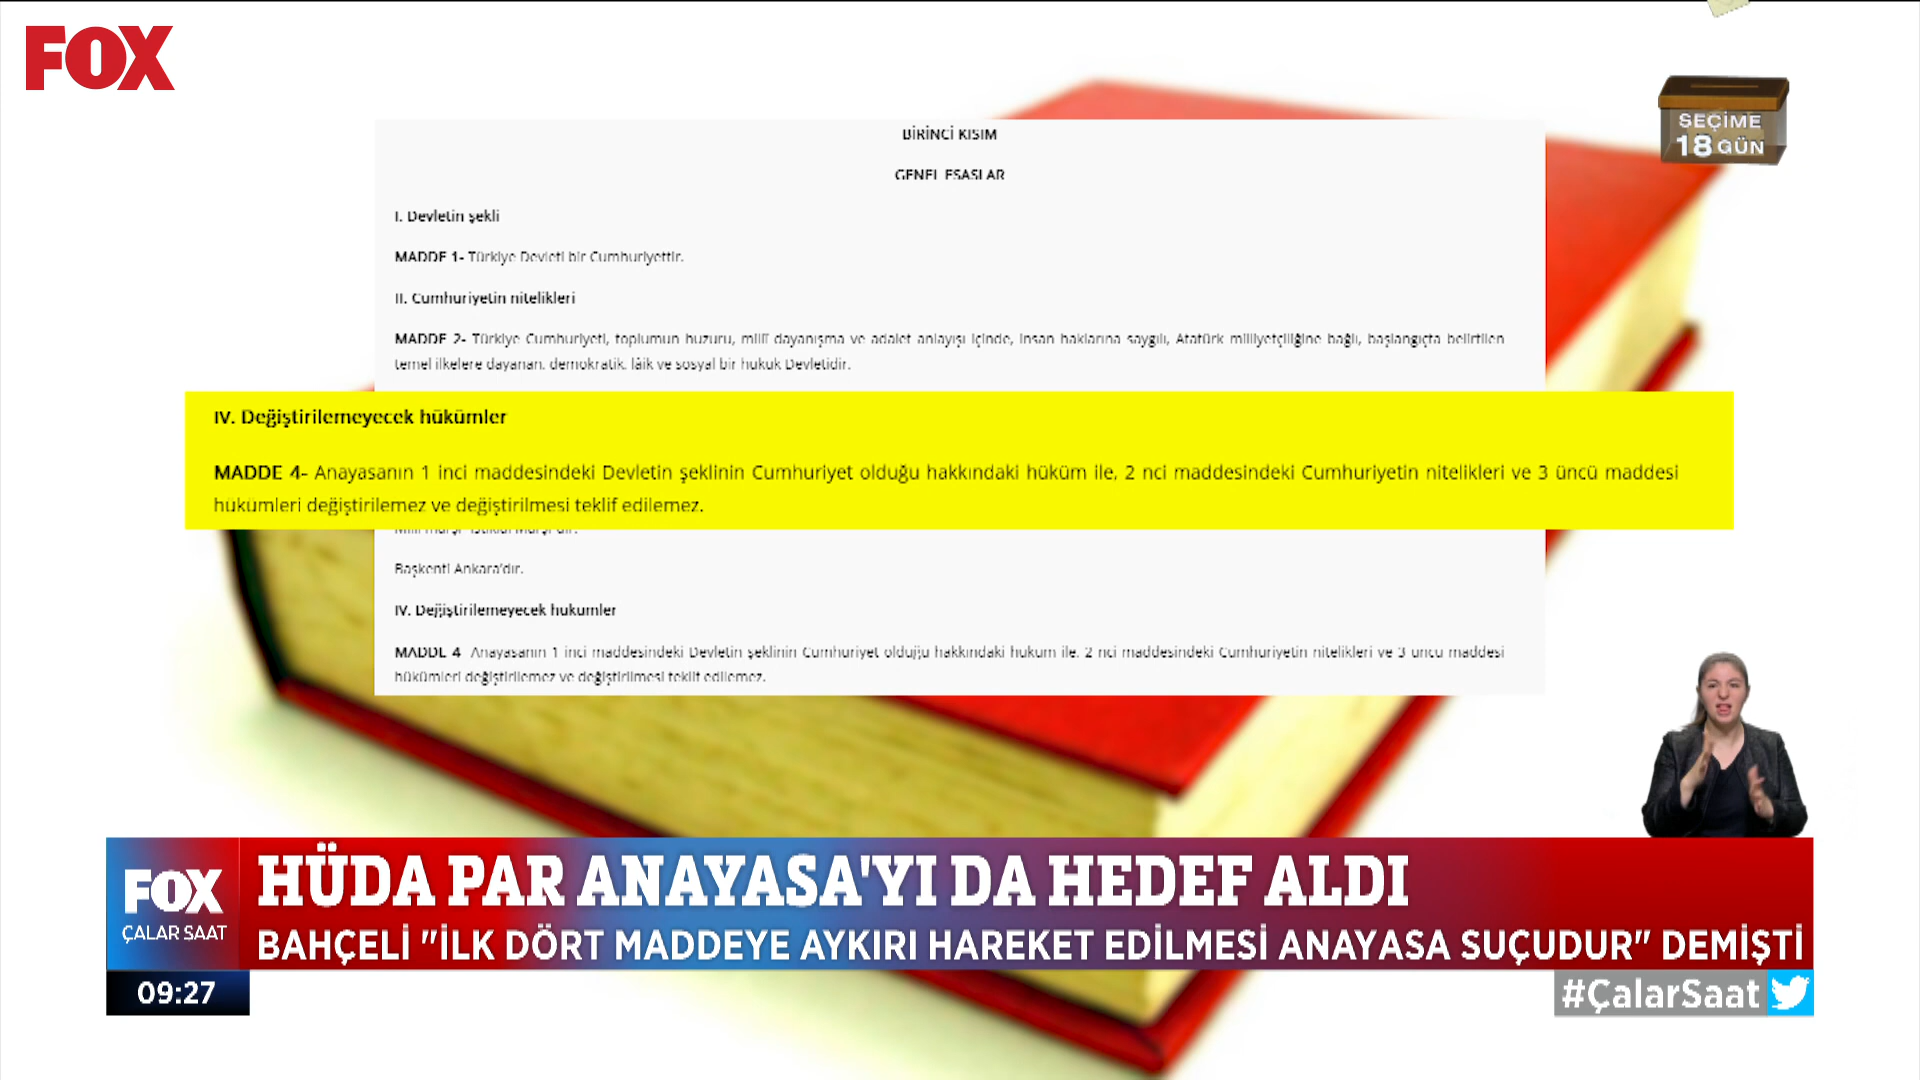 FOX
SEÇİME
18 GÜN
BİRİNCİ KISIM
GENEL ESASLAR
I. Devletin şekli
MADDE 1- Türkiye Devleti bir Cumhuriyettir.
II. Cumhuriyetin nitelikleri
MADDE 2- Türkiye Cumhuriyeti, toplumun huzuru, millî dayanışma ve adalet anlayışı içinde, insan haklarına saygılı, Atatürk milliyetçiliğine bağlı, başlangıçta belirtilen
temel ilkelere dayanan, demokratik, lâik ve sosyal bir hukuk Devletidir.
IV. Değiştirilemeyecek hükümler
MADDE 4- Anayasanın 1 inci maddesindeki Devletin şeklinin Cumhuriyet olduğu hakkındaki hüküm ile, 2 nci maddesindeki Cumhuriyetin nitelikleri ve 3 üncü maddesi
hükümleri değiştirilemez ve değiştirilmesi teklif edilemez.
Başkenti Ankara'dır.
IV. Değiştirilemeyecek hükümler
MADDE 4- Anayasanın 1 inci maddesindeki Devletin şeklinin Cumhuriyet olduğu hakkındaki hüküm ile, 2 nci maddesindeki Cumhuriyetin nitelikleri ve 3 üncü maddesi
hükümleri değiştirilemez ve değiştirilmesi teklif edilemez.
FOX
ÇALAR SAAT
HÜDA PAR ANAYASA'YI DA HEDEF ALDI
BAHÇELİ "İLK DÖRT MADDEYE AYKIRI HAREKET EDİLMESİ ANAYASA SUÇUDUR" DEMİŞTİ
09:27
#ÇalarSaat